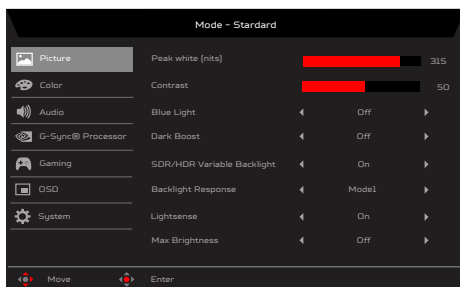 Mode - Stardard
Picture
Peak white (nits)
315
Color
Contrast
50
Audio
Blue Light
Off
G-Sync® Processor
Dark Boost
Off
Gaming
SDR/HDR Variable Backlight
On
OSD
Backlight Response
Mode1
System
Lightsense
On
Max Brightness
Off
Move
Enter